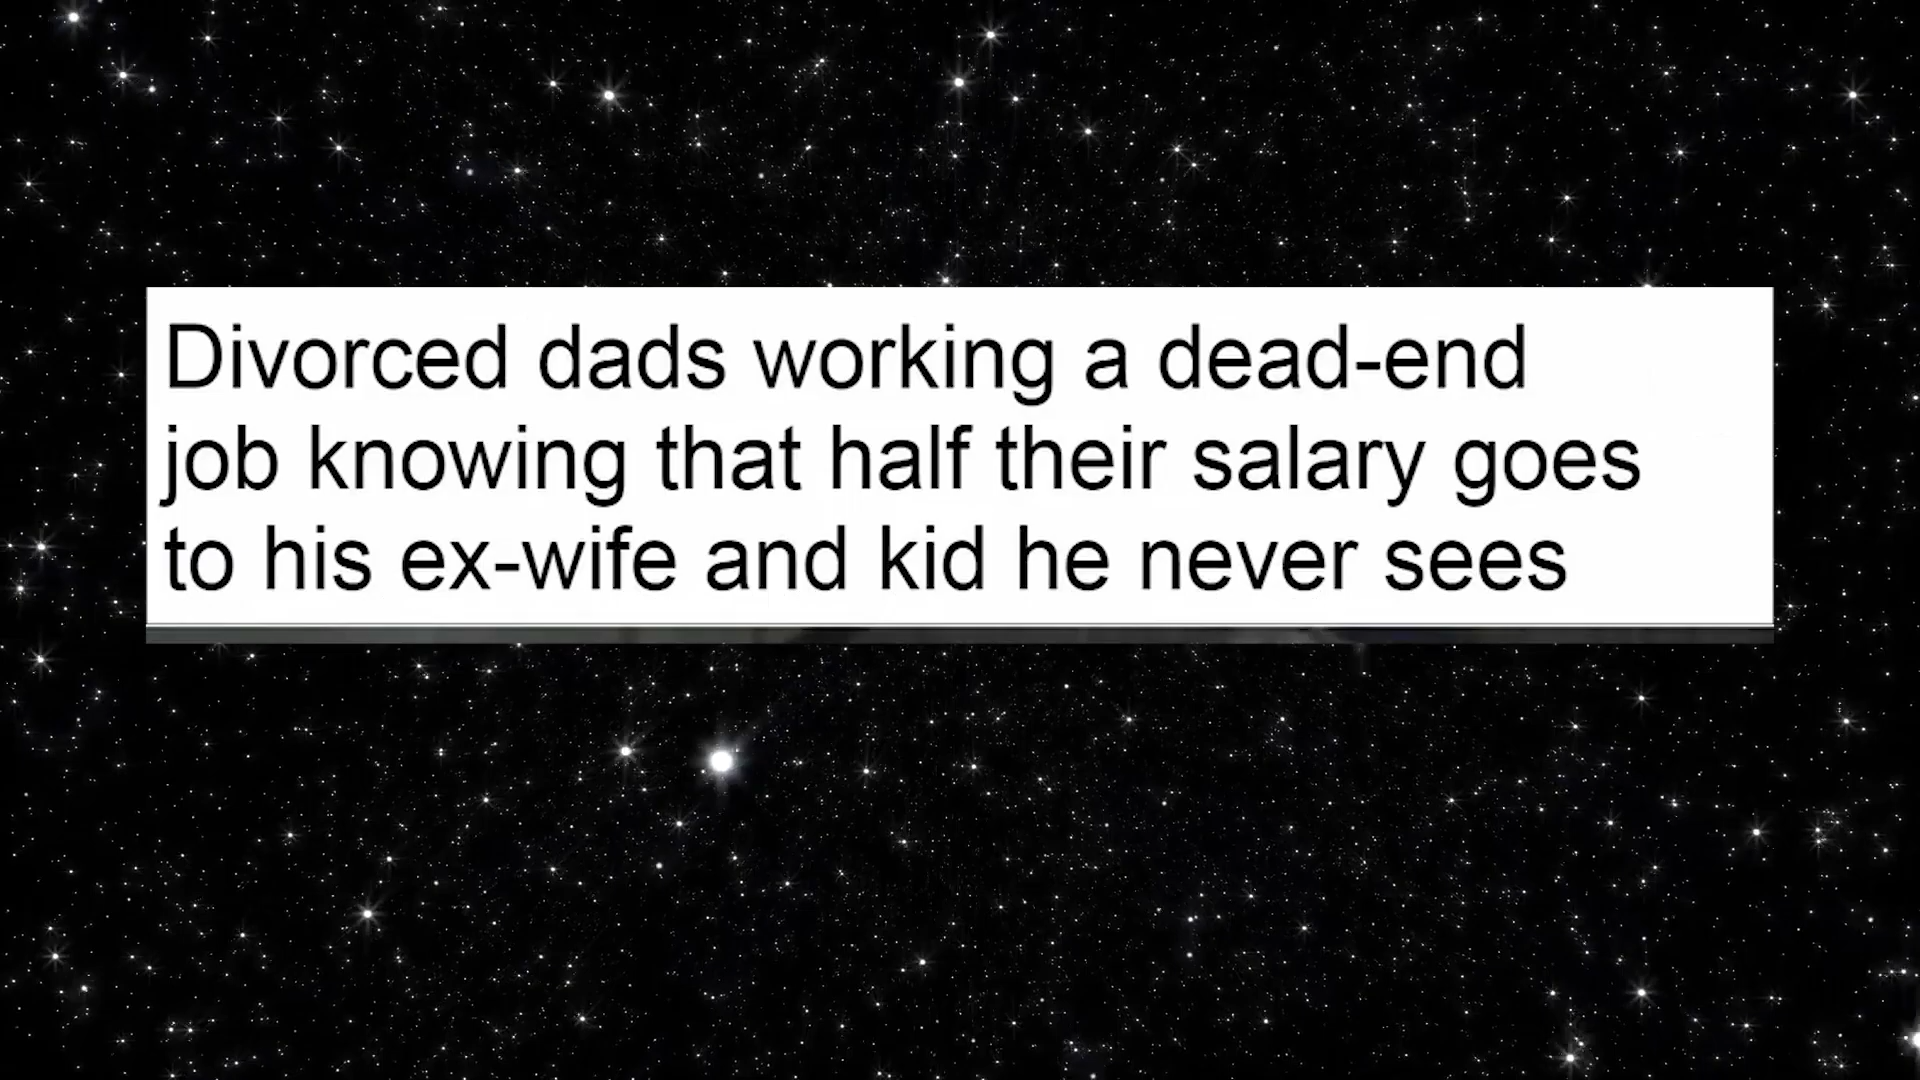 Divorced dads working a dead-end
job knowing that half their salary goes
to his ex-wife and kid he never sees